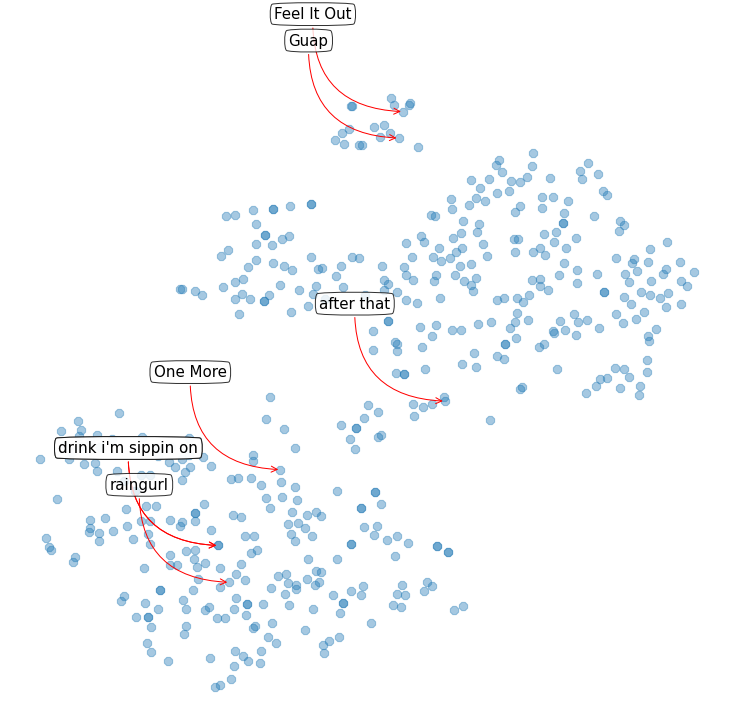 Feel It Out
Guap
after that
One More
drink i'm sippin on
raingurl